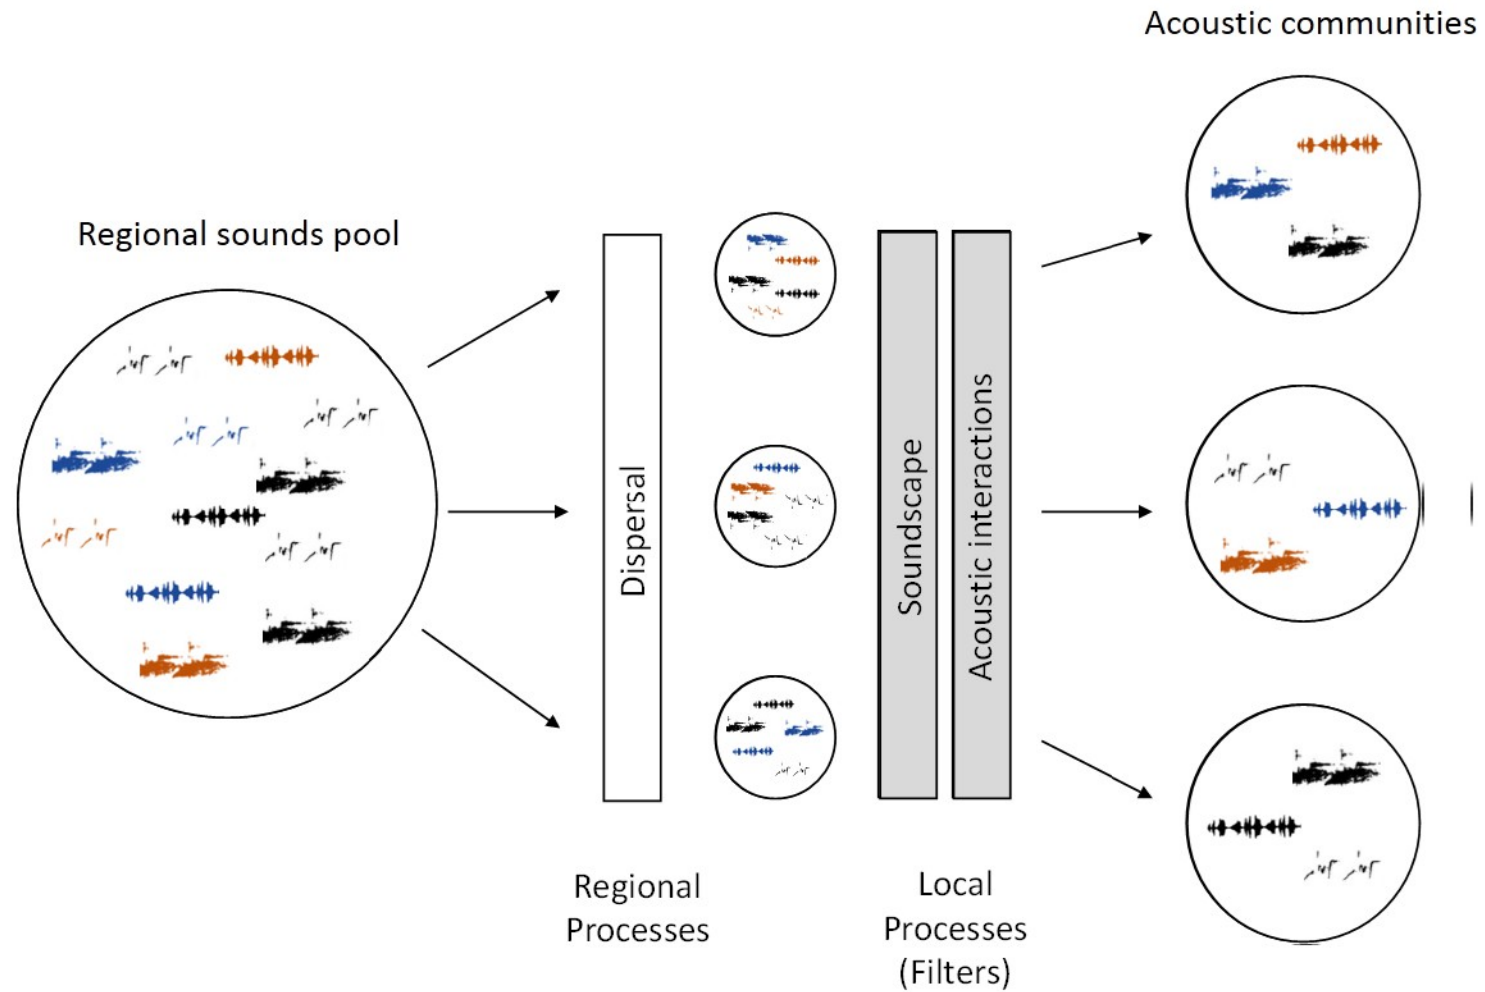 Acoustic communities
Regional sounds pool
Dispersal
Soundscape
Acoustic interactions
Regional
Processes
Local
Processes
(Filters)